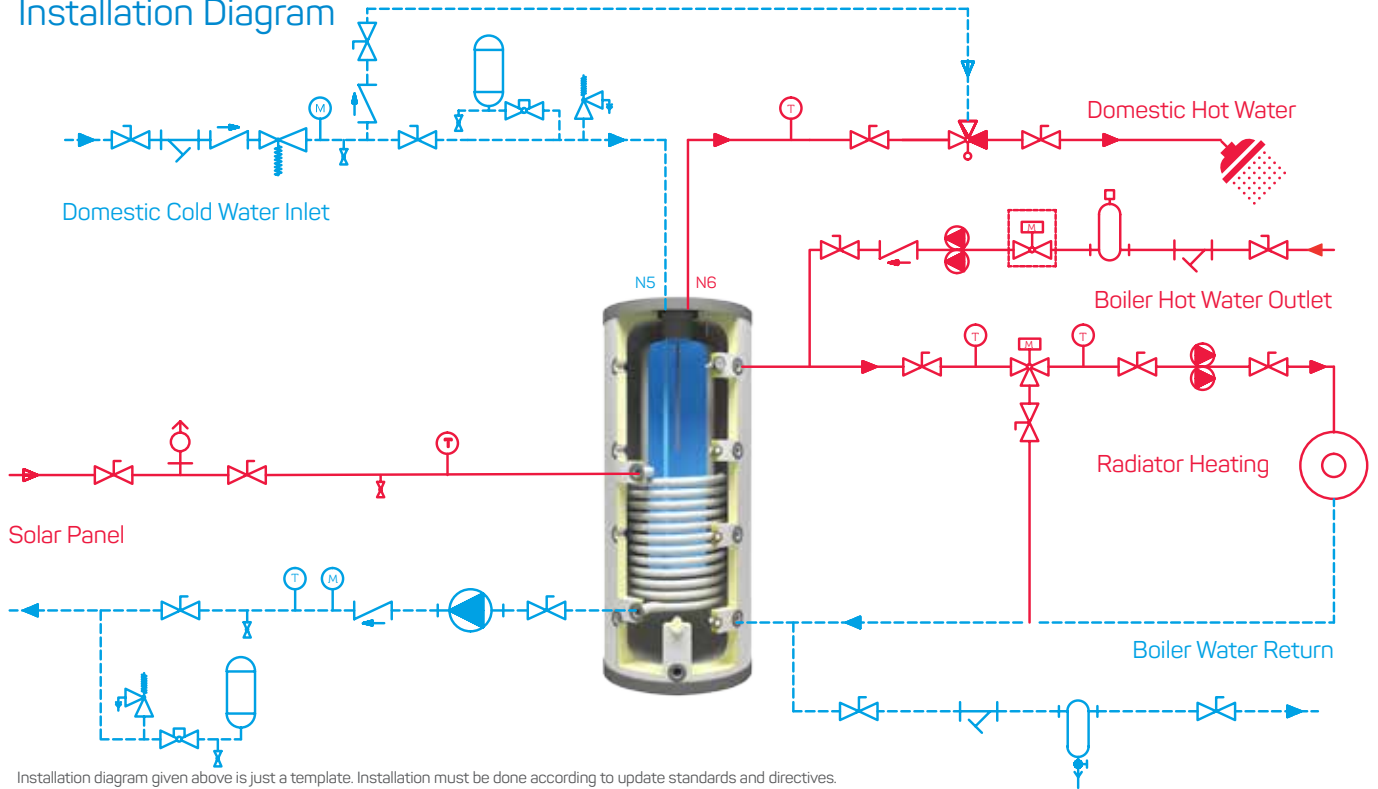 Installation Diagram
M
T
Domestic Hot Water
Domestic Cold Water Inlet
M
N5
N6
Boiler Hot Water Outlet
T
M
T
T
Radiator Heating
Solar Panel
T
M
Boiler Water Return
Installation diagram given above is just a template. Installation must be done according to update standards and directives.